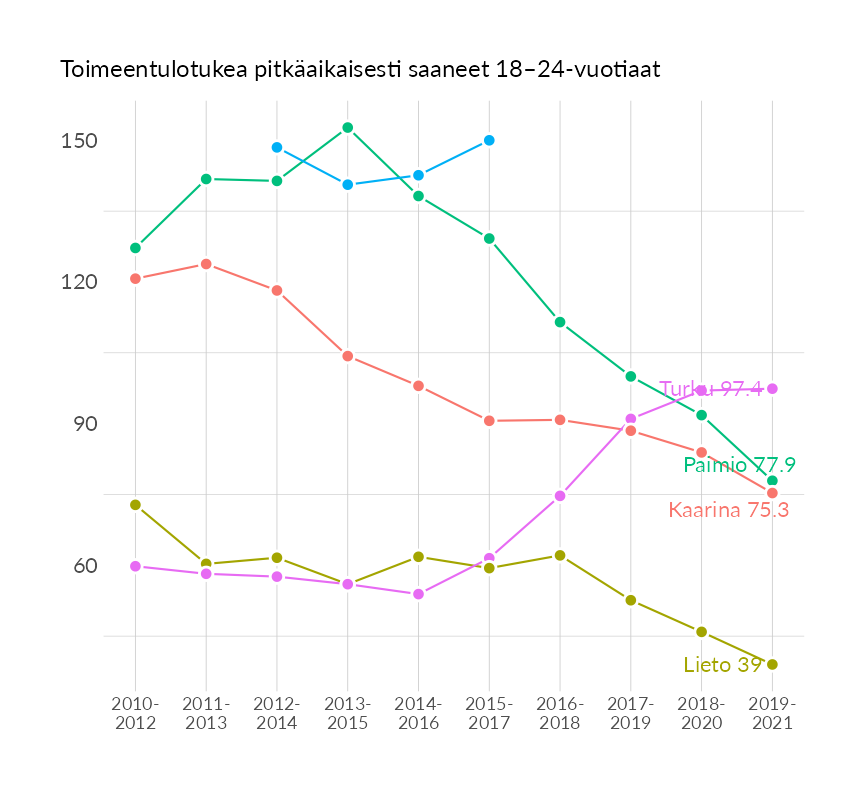 Toimeentulotukea pitkäaikaisesti saaneet 18–24-vuotiaat
150
120
90
60
Turku 97.4
Paimio 77.9
Kaarina 75.3
Lieto 39
2010- 2011- 2012- 2013- 2014- 2015- 2016- 2017- 2018- 2019-
2012 2013 2014 2015 2016 2017 2018 2019 2020 2021